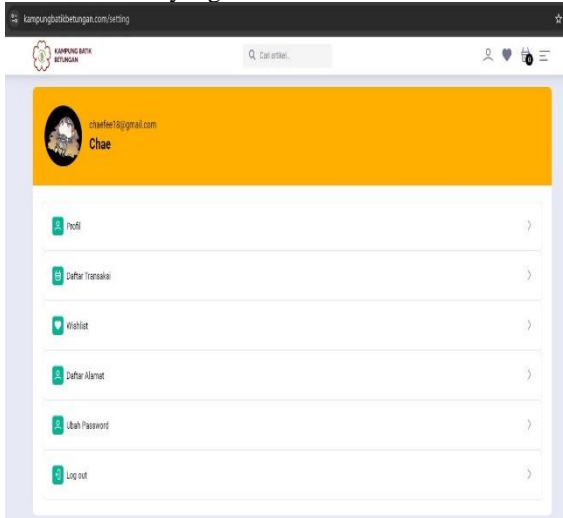 kampungbatikbetungan.com/setting
KAMPUNG BATIK
BETUNGAN
Cari artikel..
0
chaefee18@gmail.com
Chae
Profil
Daftar Transaksi
Wishlist
Daftar Alamat
Ubah Password
Log out